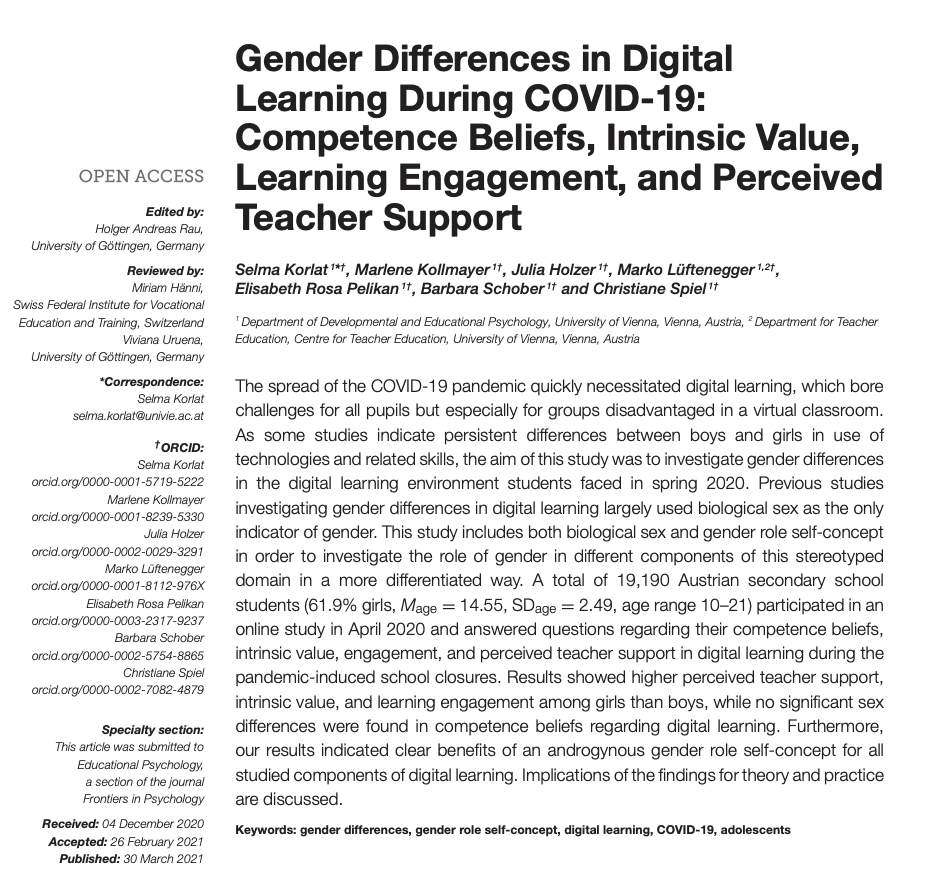 Gender Differences in Digital
Learning During COVID-19:
Competence Beliefs, Intrinsic Value,
Learning Engagement, and Perceived
Teacher Support
Selma Korlat 1*†, Marlene Kollmayer 1†, Julia Holzer 1†, Marko Lüftenegger 1,2†,
Elisabeth Rosa Pelikan 1†, Barbara Schober 1† and Christiane Spiel 1†
1 Department of Developmental and Educational Psychology, University of Vienna, Vienna, Austria, 2 Department for Teacher
Education, Centre for Teacher Education, University of Vienna, Vienna, Austria
OPEN ACCESS
Edited by:
Holger Andreas Rau,
University of Göttingen, Germany
Reviewed by:
Miriam Hänni,
Swiss Federal Institute for Vocational
Education and Training, Switzerland
Viviana Uruena,
University of Göttingen, Germany
*Correspondence:
Selma Korlat
selma.korlat@univie.ac.at
†ORCID:
Selma Korlat
orcid.org/0000-0001-5719-5222
Marlene Kollmayer
orcid.org/0000-0001-8239-5330
Julia Holzer
orcid.org/0000-0002-0029-3291
Marko Lüftenegger
orcid.org/0000-0001-8112-976X
Elisabeth Rosa Pelikan
orcid.org/0000-0003-2317-9237
Barbara Schober
orcid.org/0000-0002-5754-8865
Christiane Spiel
orcid.org/0000-0002-7082-4879
Specialty section:
This article was submitted to
Educational Psychology,
a section of the journal
Frontiers in Psychology
Received: 04 December 2020
Accepted: 26 February 2021
Published: 30 March 2021
The spread of the COVID-19 pandemic quickly necessitated digital learning, which bore
challenges for all pupils but especially for groups disadvantaged in a virtual classroom.
As some studies indicate persistent differences between boys and girls in use of
technologies and related skills, the aim of this study was to investigate gender differences
in the digital learning environment students faced in spring 2020. Previous studies
investigating gender differences in digital learning largely used biological sex as the only
indicator of gender. This study includes both biological sex and gender role self-concept
in order to investigate the role of gender in different components of this stereotyped
domain in a more differentiated way. A total of 19,190 Austrian secondary school
students (61.9% girls, Mage = 14.55, SDage = 2.49, age range 10–21) participated in an
online study in April 2020 and answered questions regarding their competence beliefs,
intrinsic value, engagement, and perceived teacher support in digital learning during the
pandemic-induced school closures. Results showed higher perceived teacher support,
intrinsic value, and learning engagement among girls than boys, while no significant sex
differences were found in competence beliefs regarding digital learning. Furthermore,
our results indicated clear benefits of an androgynous gender role self-concept for all
studied components of digital learning. Implications of the findings for theory and practice
are discussed.
Keywords: gender differences, gender role self-concept, digital learning, COVID-19, adolescents